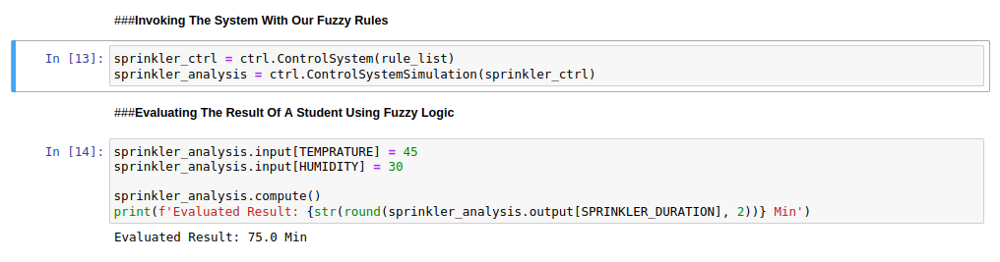 ###Invoking The System With Our Fuzzy Rules
In [13]: sprinkler_ctrl = ctrl.ControlSystem(rule_list)
sprinkler_analysis = ctrl.ControlSystemSimulation(sprinkler_ctrl)
###Evaluating The Result Of A Student Using Fuzzy Logic
In [14]: sprinkler_analysis.input[TEMPRATURE] = 45
sprinkler_analysis.input[HUMIDITY] = 30
sprinkler_analysis.compute()
print(f'Evaluated Result: {str(round(sprinkler_analysis.output[SPRINKLER_DURATION], 2))} Min')
Evaluated Result: 75.0 Min